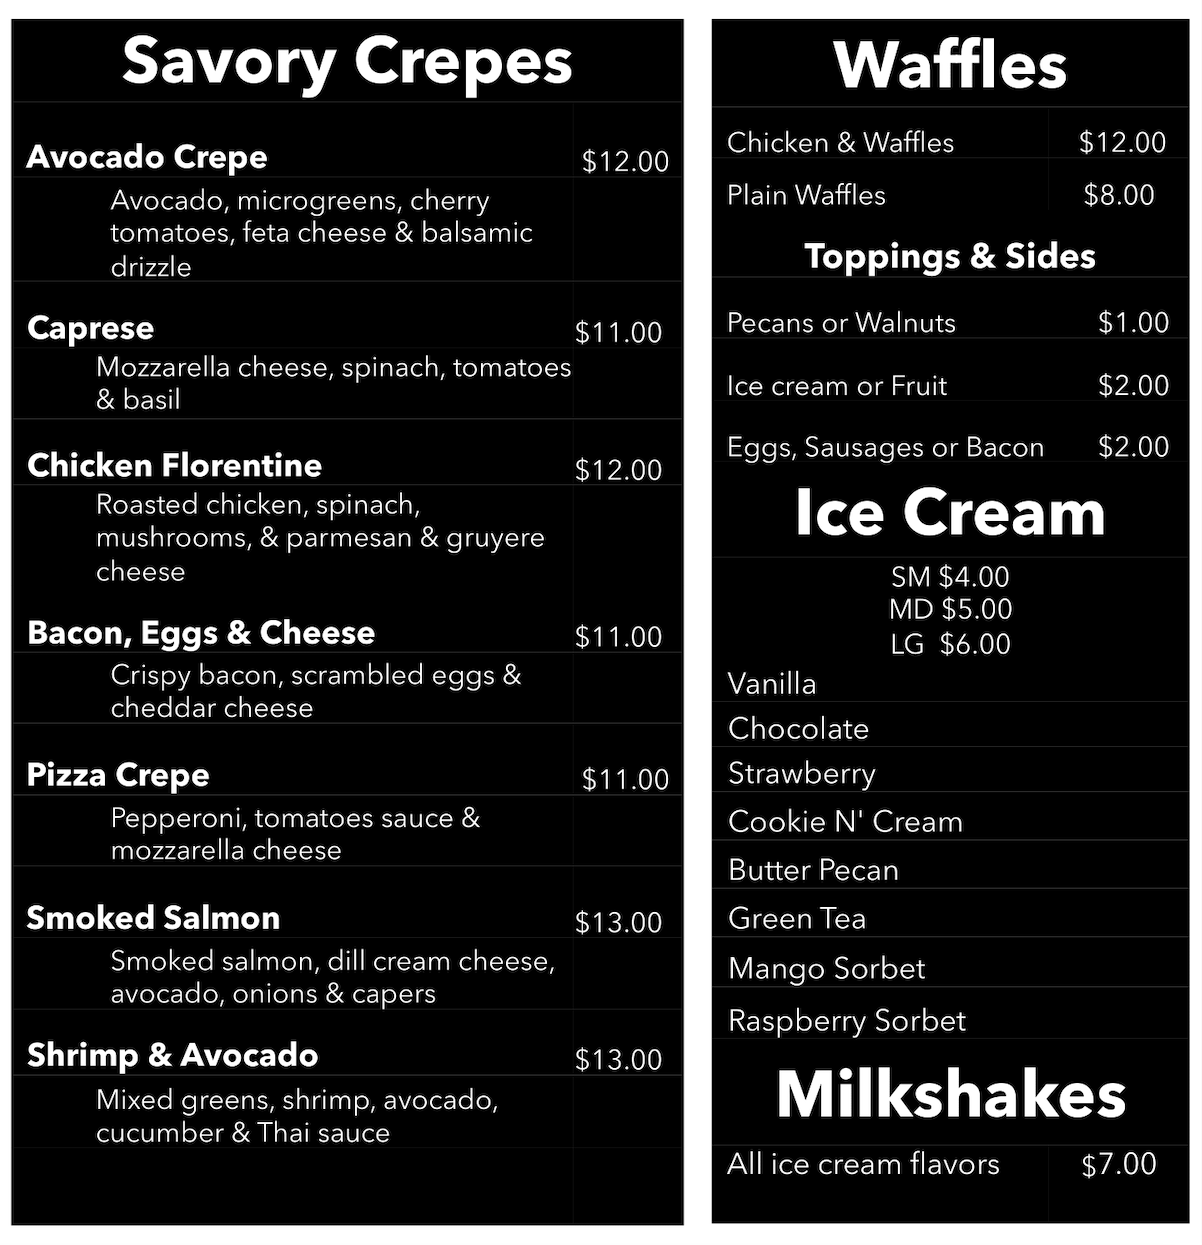 Savory Crepes
Avocado Crepe $12.00
Avocado, microgreens, cherry
tomatoes, feta cheese & balsamic
drizzle
Caprese $11.00
Mozzarella cheese, spinach, tomatoes
& basil
Chicken Florentine $12.00
Roasted chicken, spinach,
mushrooms, & parmesan & gruyere
cheese
Bacon, Eggs & Cheese $11.00
Crispy bacon, scrambled eggs &
cheddar cheese
Pizza Crepe $11.00
Pepperoni, tomatoes sauce &
mozzarella cheese
Smoked Salmon $13.00
Smoked salmon, dill cream cheese,
avocado, onions & capers
Shrimp & Avocado $13.00
Mixed greens, shrimp, avocado,
cucumber & Thai sauce
Waffles
Chicken & Waffles $12.00
Plain Waffles $8.00
Toppings & Sides
Pecans or Walnuts $1.00
Ice cream or Fruit $2.00
Eggs, Sausages or Bacon $2.00
Ice Cream
SM $4.00
MD $5.00
LG $6.00
Vanilla
Chocolate
Strawberry
Cookie N' Cream
Butter Pecan
Green Tea
Mango Sorbet
Raspberry Sorbet
Milkshakes
All ice cream flavors $7.00